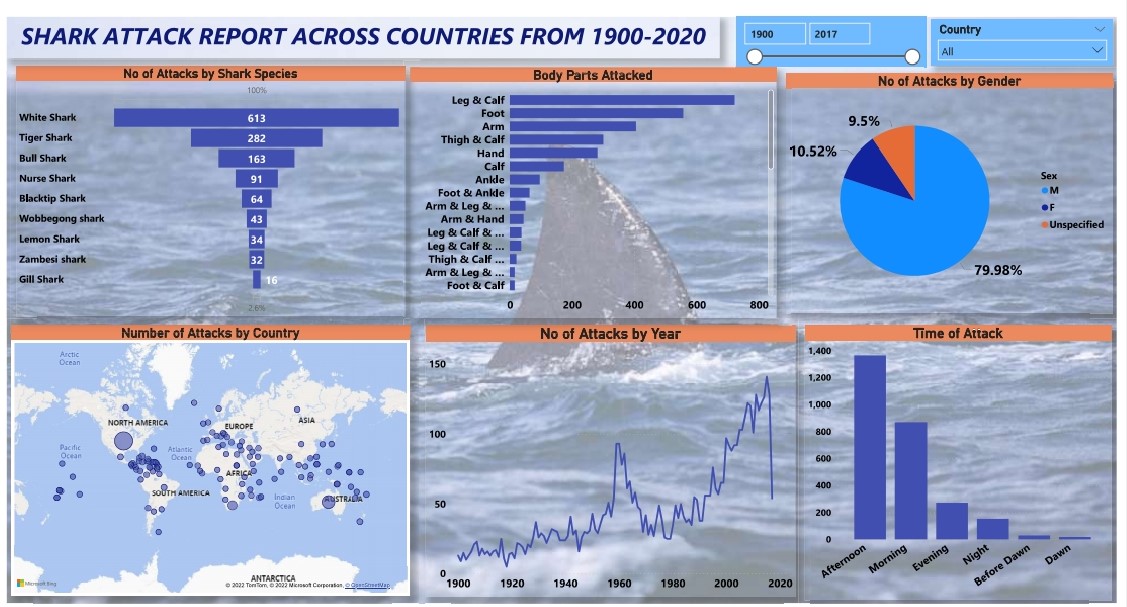 SHARK ATTACK REPORT ACROSS COUNTRIES FROM 1900-2020
1900
2017
Country
All
No of Attacks by Shark Species
100%
White Shark
613
Tiger Shark
282
Bull Shark
163
Nurse Shark
91
Blacktip Shark
64
Wobbegong shark
43
Lemon Shark
34
Zambesi shark
32
Gill Shark
16
2.6%
Body Parts Attacked
Leg & Calf
Foot
Arm
Thigh & Calf
Hand
Calf
Ankle
Foot & Ankle
Arm & Leg & ...
Arm & Hand
Leg & Calf & ...
Leg & Calf & ...
Thigh & Calf ...
Arm & Leg & ...
Foot & Calf
0 200 400 600 800
No of Attacks by Gender
9.5%
10.52%
79.98%
Sex
M
F
Unspecified
Number of Attacks by Country
Arctic
Ocean
NORTH AMERICA
EUROPE
ASIA
Pacific
Ocean
Atlantic
Ocean
AFRICA
SOUTH AMERICA
Indian
Ocean
AUSTRALIA
ANTARCTICA
Microsoft Bing
© 2022 TomTom, © 2022 Microsoft Corporation, © OpenStreetMap
No of Attacks by Year
150
100
50
0
1900 1920 1940 1960 1980 2000 2020
Time of Attack
1,400
1,200
1,000
800
600
400
200
0
Afternoon
Morning
Evening
Night
Before Dawn
Dawn